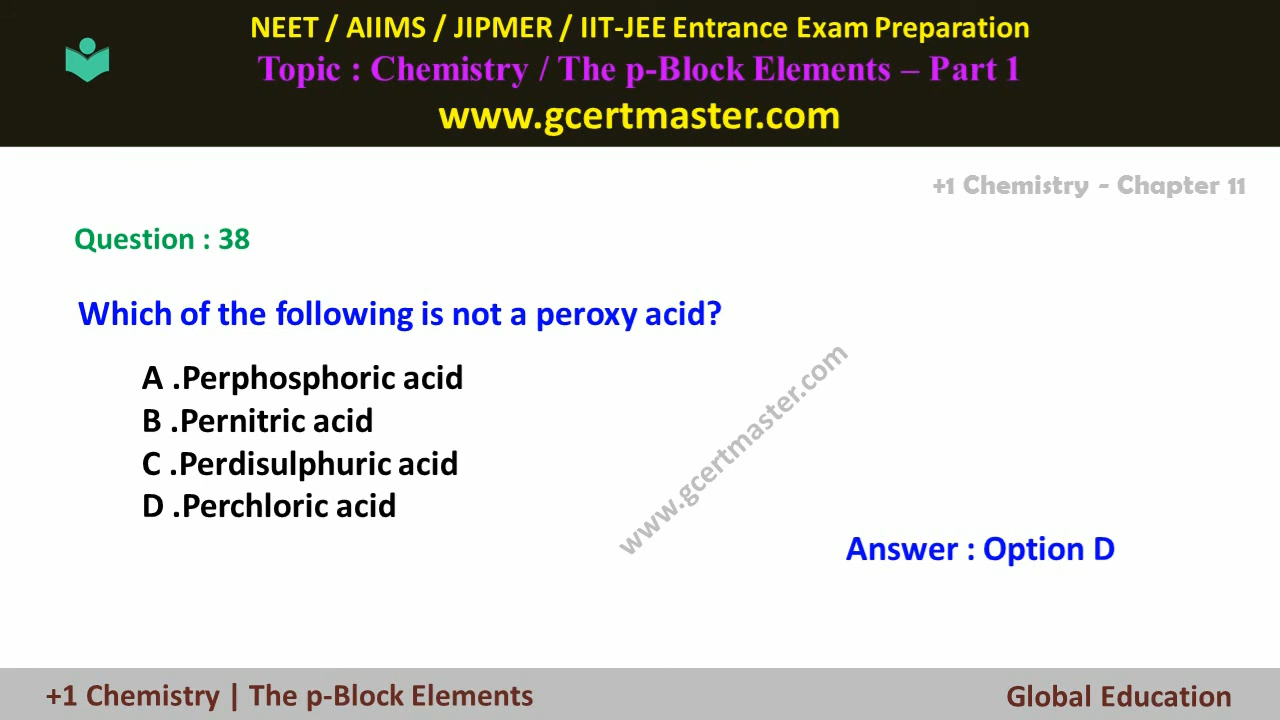 NEET / AIIMS / JIPMER / IIT-JEE Entrance Exam Preparation
Topic : Chemistry / The p-Block Elements – Part 1
www.gcertmaster.com
+1 Chemistry - Chapter 11
Question : 38
Which of the following is not a peroxy acid?
A .Perphosphoric acid
B .Pernitric acid
C .Perdisulphuric acid
D .Perchloric acid
www.gcertmaster.com
Answer : Option D
+1 Chemistry | The p-Block Elements
Global Education